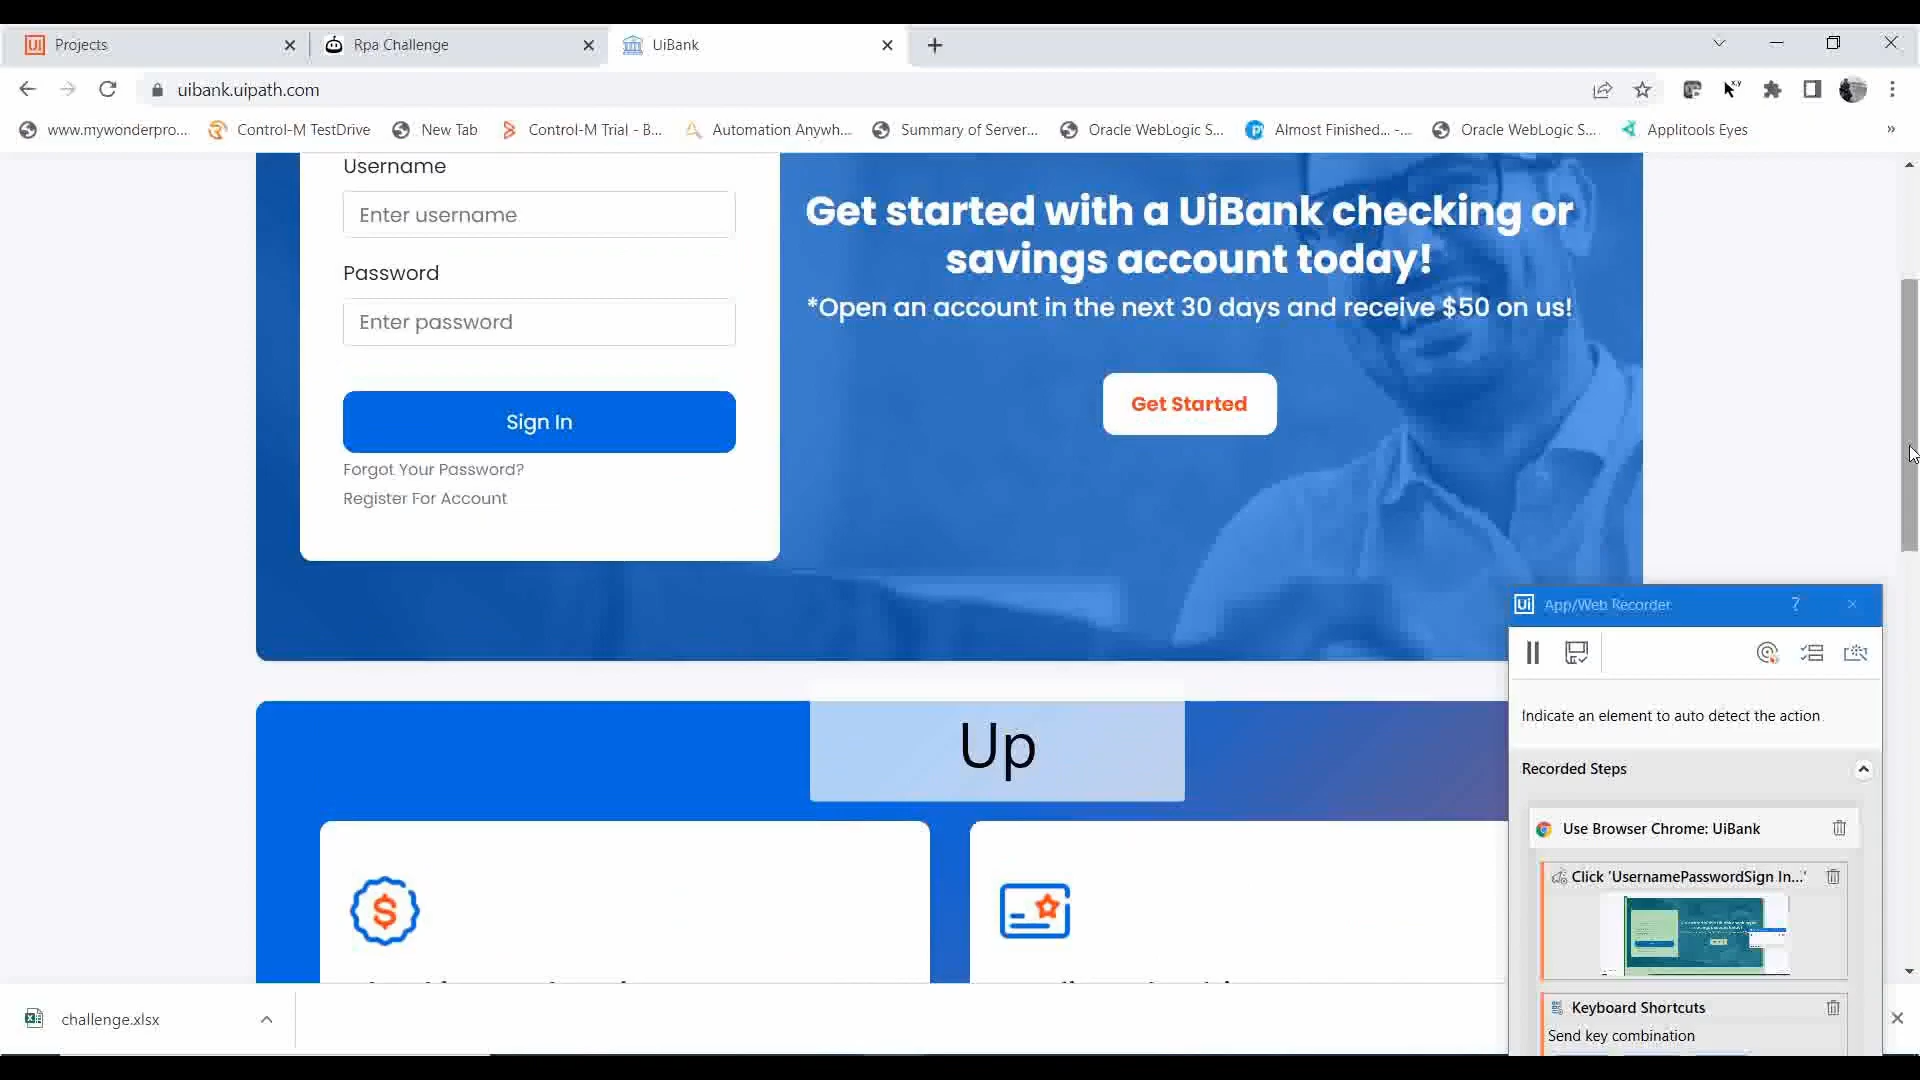 Projects
Rpa Challenge
UiBank
uibank.uipath.com
www.mywonderpro...
Control-M TestDrive
New Tab
Control-M Trial - B...
Automation Anywh...
Summary of Server...
Oracle WebLogic S...
Almost Finished... -...
Oracle WebLogic S...
Applitools Eyes
»
Username
Enter username
Password
Enter password
Sign In
Forgot Your Password?
Register For Account
Get started with a UiBank checking or
savings account today!
*Open an account in the next 30 days and receive $50 on us!
Get Started
Up
Ui App/Web Recorder ?
Indicate an element to auto detect the action
Recorded Steps
Use Browser Chrome: UiBank
Click 'UsernamePasswordSign In...'
Keyboard Shortcuts
Send key combination
challenge.xlsx